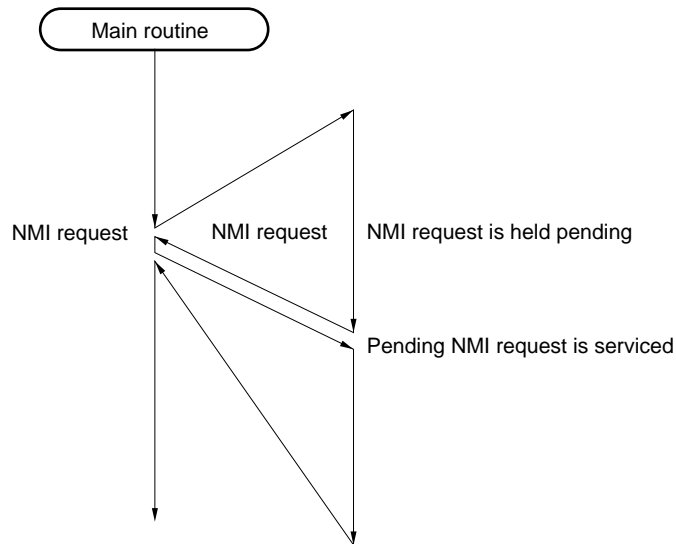 Main routine
NMI request
NMI request
NMI request is held pending
Pending NMI request is serviced